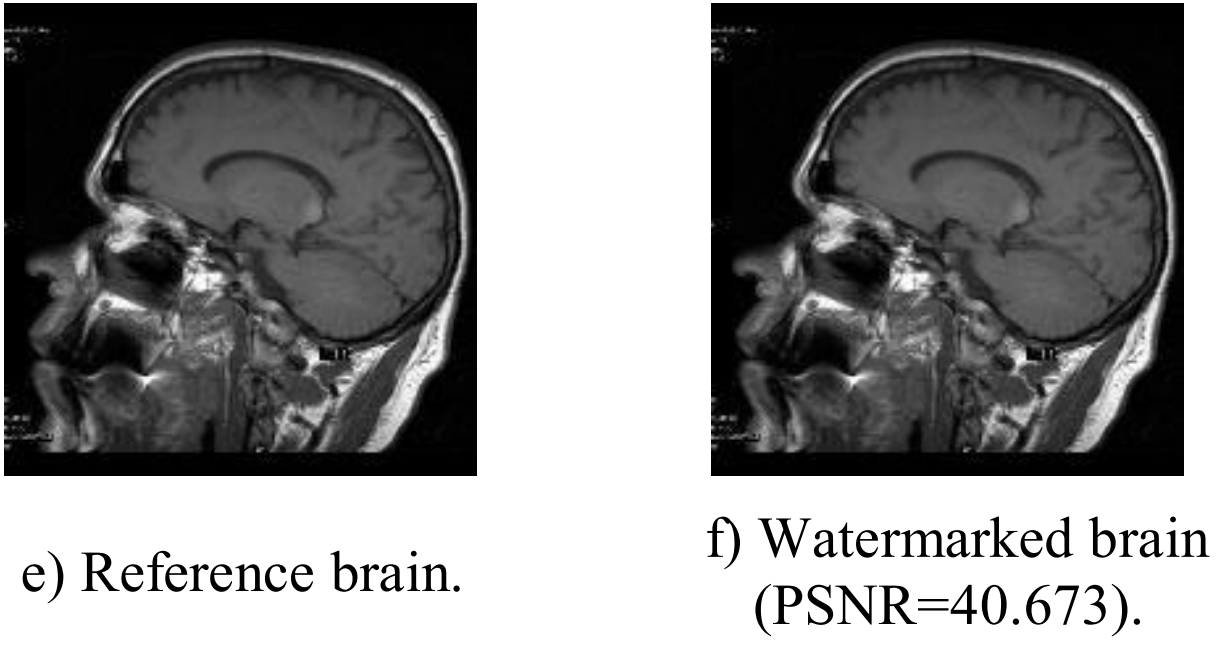 e) Reference brain.
f) Watermarked brain
(PSNR=40.673).